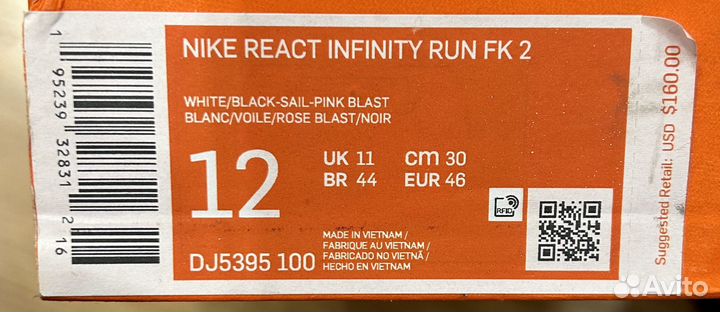 NIKE REACT INFINITY RUN FK 2
WHITE/BLACK-SAIL-PINK BLAST
BLANC/VOILE/ROSE BLAST/NOIR
12
UK 11 cm 30
BR 44 EUR 46
RFID
MADE IN VIETNAM/
FABRIQUE AU VIETNAM/
FABRICADO NO VIETNÃ/
HECHO EN VIETNAM
DJ5395 100
1 95239 32831 2 16
Suggested Retail: USD $160.00
Avito